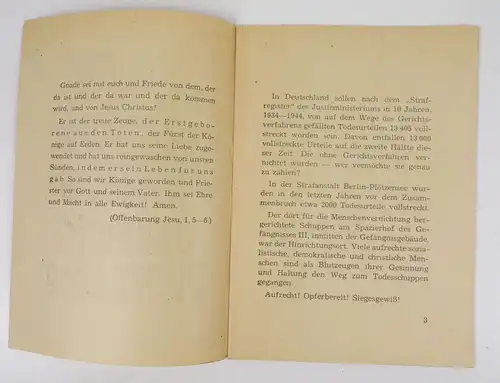 Gnade sei mit euch und Friede von dem, der
da ist und der da war und der da kommen
wird, und von Jesus Christus!
Er ist der treue Zeuge, der Erstgebo-
rene aus den Toten, der Fürst der Kö-
nige auf Erden. Er hat uns seine Liebe zuge-
wendet und hat uns reingewaschen von unsern
Sünden, indem er sein Leben für uns
gab. So sind wir Könige geworden und Prie-
ster vor Gott und seinem Vater. Ihm sei Ehre
und Macht in alle Ewigkeit! Amen.
(Offenbarung Jesu, 1, 5—6.)
In Deutschland sollen nach dem „Straf-
register" des Justizministeriums in 10 Jahren,
1934—1944, von auf dem Wege des Gerichts-
verfahrens gefällten Todesurteilen 13 405 voll-
streckt worden sein. Davon entfallen 13 000
vollstreckte Urteile auf die zweite Hälfte die-
ser Zeit. Die ohne Gerichtsverfahren ver-
nichtet wurden — wer vermöchte sie genau
zu zählen?
In der Strafanstalt Berlin-Plötzensee wur-
den in den letzten Jahren vor dem Zusam-
menbruch etwa 2000 Todesurteile vollstreckt.
Der dort für die Menschenvernichtung her-
gerichtete Schuppen am Spazierhof des Ge-
fängnisses III, inmitten der Gefängnisgebäude,
war der Hinrichtungsort. Viele aufrechte sozia-
listische, demokratische und christliche Men-
schen sind als Blutzeugen ihrer Gesinnung
und Haltung den Weg zum Todesschuppen
gegangen.
Aufrecht! Opferbereit! Siegesgewiß!
3